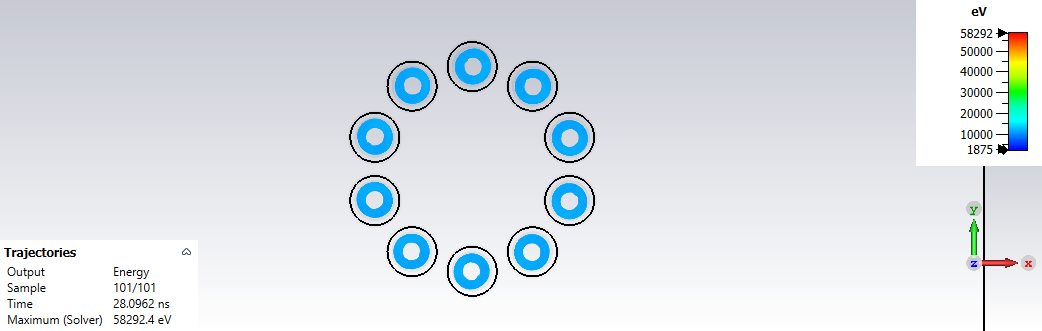 eV
58292
50000
40000
30000
20000
10000
1875
y
z x
Trajectories
Output Energy
Sample 101/101
Time 28.0962 ns
Maximum (Solver) 58292.4 eV